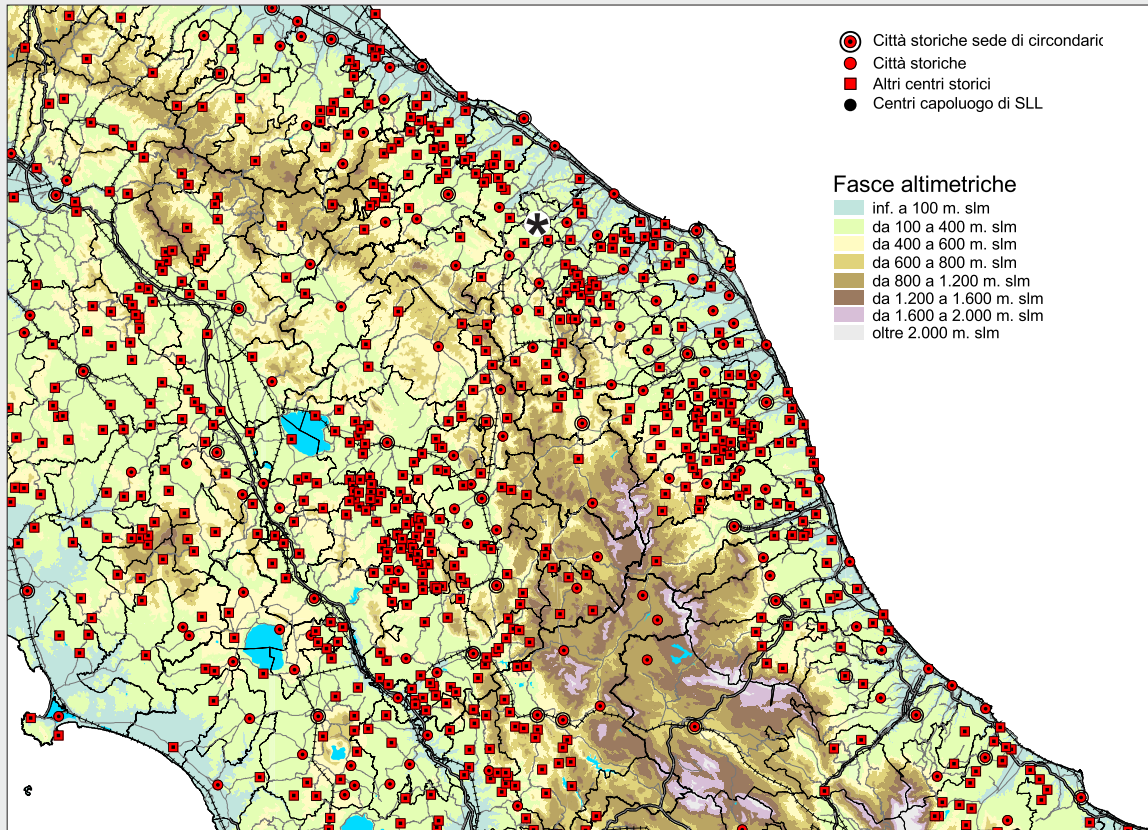 Città storiche sede di circondaric
Città storiche
Altri centri storici
Centri capoluogo di SLL
Fasce altimetriche
inf. a 100 m. slm
da 100 a 400 m. slm
da 400 a 600 m. slm
da 600 a 800 m. slm
da 800 a 1.200 m. slm
da 1.200 a 1.600 m. slm
da 1.600 a 2.000 m. slm
oltre 2.000 m. slm
*